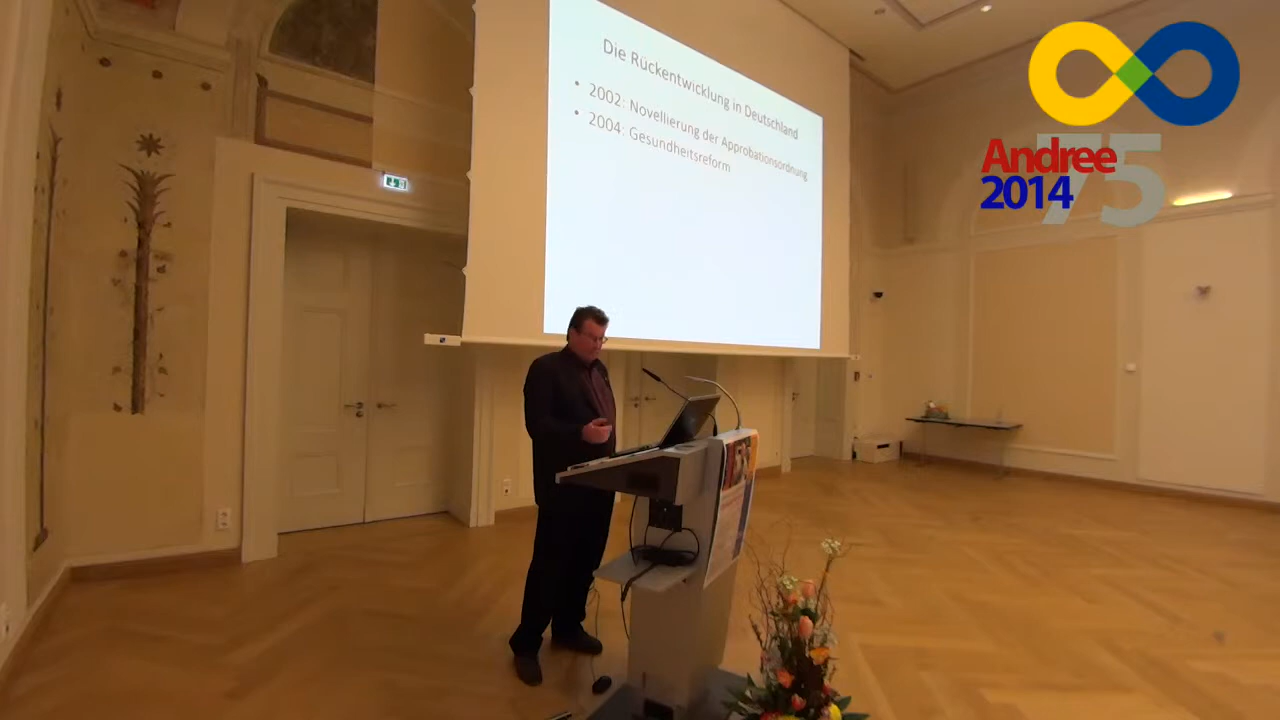 Die Rückentwicklung in Deutschland
• 2002: Novellierung der Approbationsordnung
• 2004: Gesundheitsreform
Andree
2014
75